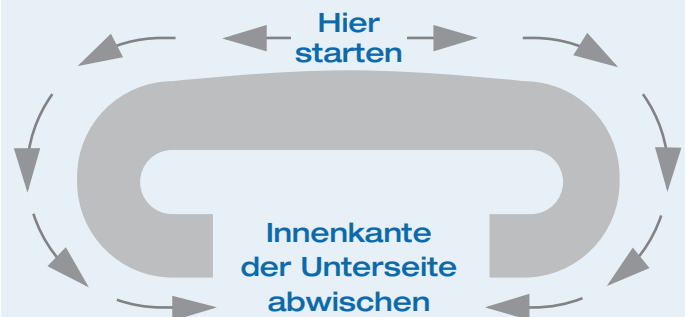 Hier
starten
Innenkante
der Unterseite
abwischen